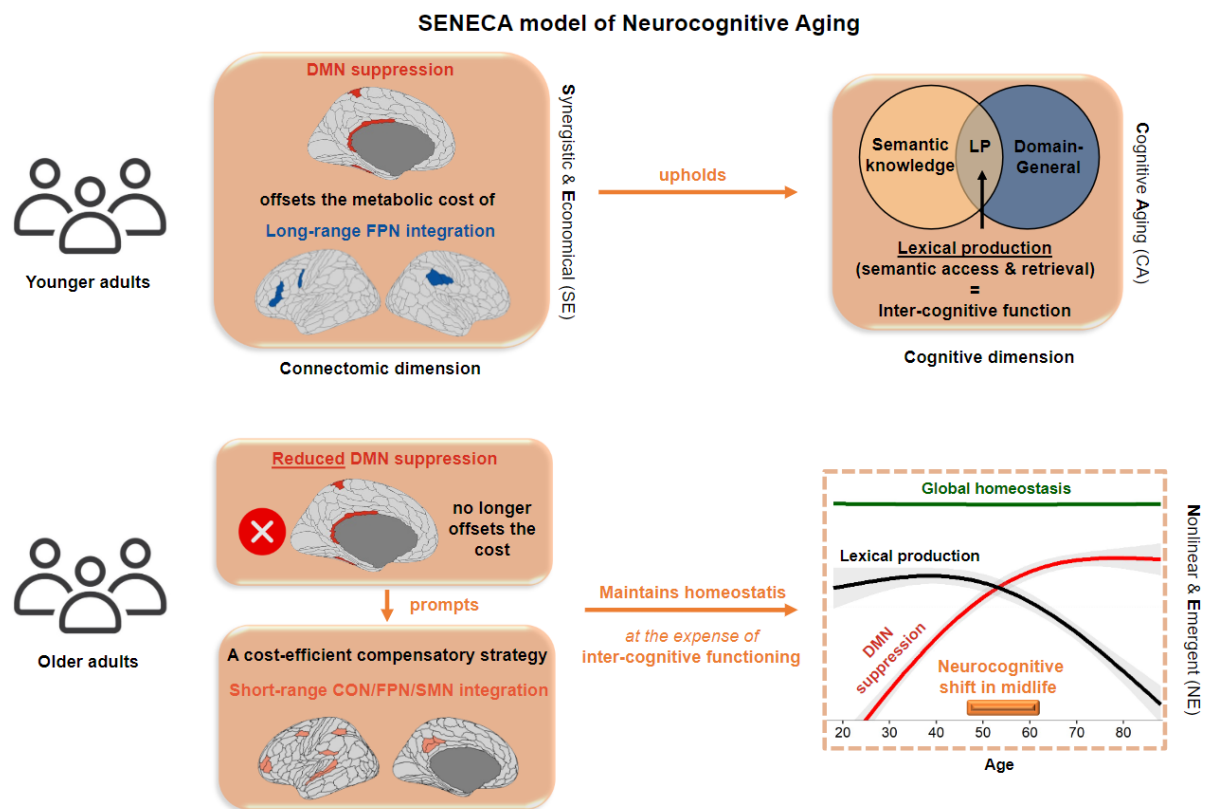 SENECA model of Neurocognitive Aging
DMN suppression
offsets the metabolic cost of
Long-range FPN integration
Connectomic dimension
Synergistic & Economical (SE)
Younger adults
upholds
Semantic
knowledge
LP
Domain-
General
Lexical production
(semantic access & retrieval)
=
Inter-cognitive function
Cognitive dimension
Cognitive Aging (CA)
Reduced DMN suppression
no longer
offsets the
cost
prompts
Older adults
A cost-efficient compensatory strategy
Short-range CON/FPN/SMN integration
Maintains homeostatis
at the expense of
inter-cognitive functioning
Global homeostasis
Lexical production
DMN
suppression
Neurocognitive
shift in midlife
20 30 40 50 60 70 80
Age
Nonlinear & Emergent (NE)